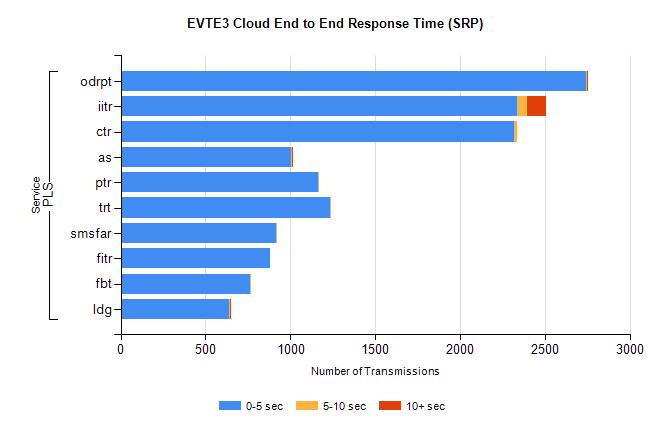 EVTE3 Cloud End to End Response Time (SRP)
Service
PLS
odrpt
iitr
ctr
as
ptr
trt
smsfar
fitr
fbt
ldg
0 500 1000 1500 2000 2500 3000
Number of Transmissions
0-5 sec 5-10 sec 10+ sec